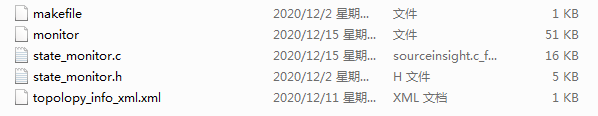 makefile 2020/12/2 星期... 文件 1 KB
monitor 2020/12/15 星期... 文件 51 KB
state_monitor.c 2020/12/15 星期... sourceinsight.c_f... 16 KB
state_monitor.h 2020/12/2 星期... H 文件 5 KB
topolopy_info_xml.xml 2020/12/11 星期... XML 文档 1 KB